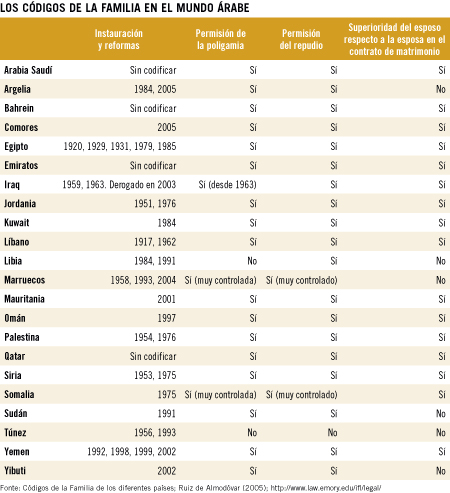 LOS CÓDIGOS DE LA FAMILIA EN EL MUNDO ÁRABE
Instauración y reformas Permisión de la poligamia Permisión del repudio Superioridad del esposo respecto a la esposa en el contrato de matrimonio
Arabia Saudí Sin codificar Sí Sí Sí
Argelia 1984, 2005 Sí Sí No
Bahrein Sin codificar Sí Sí Sí
Comores 2005 Sí Sí Sí
Egipto 1920, 1929, 1931, 1979, 1985 Sí Sí Sí
Emiratos Sin codificar Sí Sí Sí
Iraq 1959, 1963. Derogado en 2003 Sí (desde 1963) Sí Sí
Jordania 1951, 1976 Sí Sí Sí
Kuwait 1984 Sí Sí Sí
Líbano 1917, 1962 Sí Sí Sí
Libia 1984, 1991 No Sí No
Marruecos 1958, 1993, 2004 Sí (muy controlada) Sí (muy controlado) No
Mauritania 2001 Sí Sí Sí
Omán 1997 Sí Sí Sí
Palestina 1954, 1976 Sí Sí Sí
Qatar Sin codificar Sí Sí Sí
Siria 1953, 1975 Sí Sí Sí
Somalia 1975 Sí (muy controlada) Sí (muy controlado) Sí
Sudán 1991 Sí Sí No
Túnez 1956, 1993 No No No
Yemen 1992, 1998, 1999, 2002 Sí Sí Sí
Yibuti 2002 Sí Sí No
Fuente: Códigos de la Familia de los diferentes países; Ruiz de Almodóvar (2005); http://www.law.emory.edu/ifl/legal/